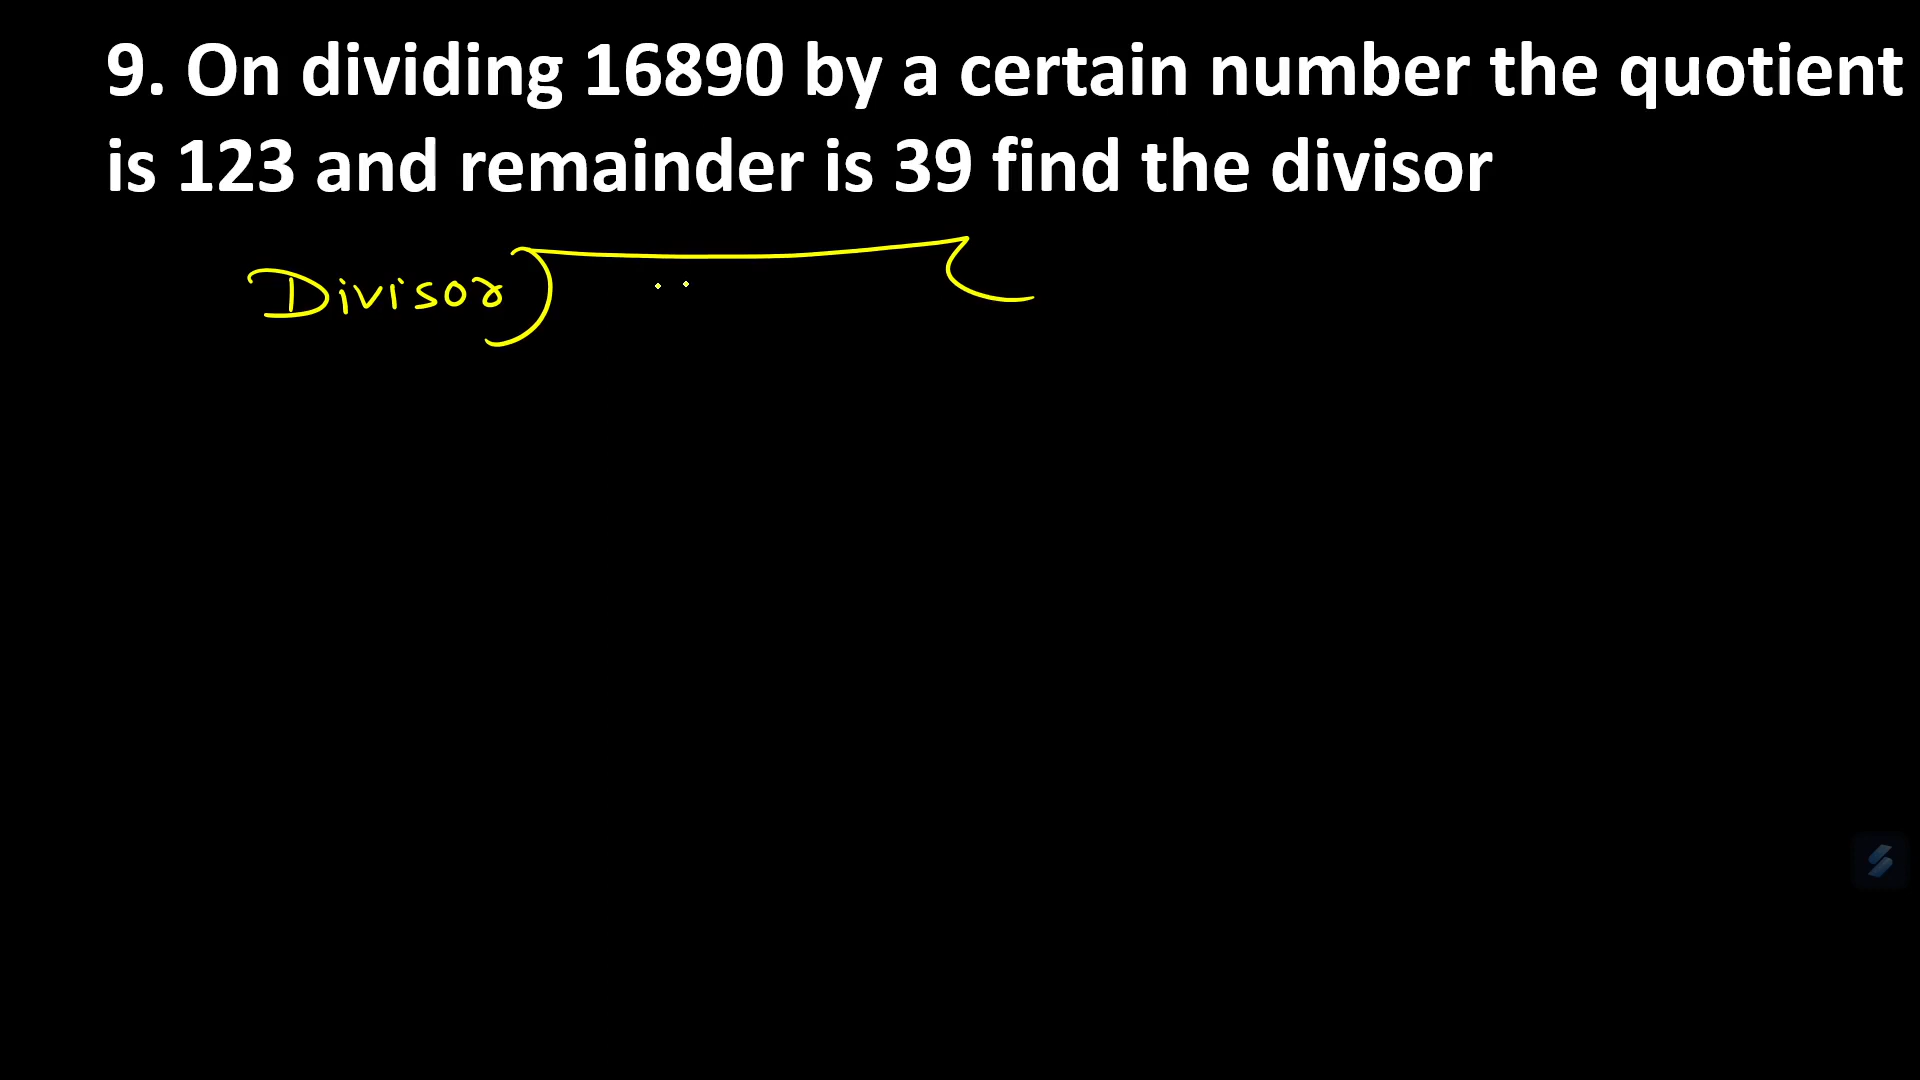 9. On dividing 16890 by a certain number the quotient
is 123 and remainder is 39 find the divisor
Divisor